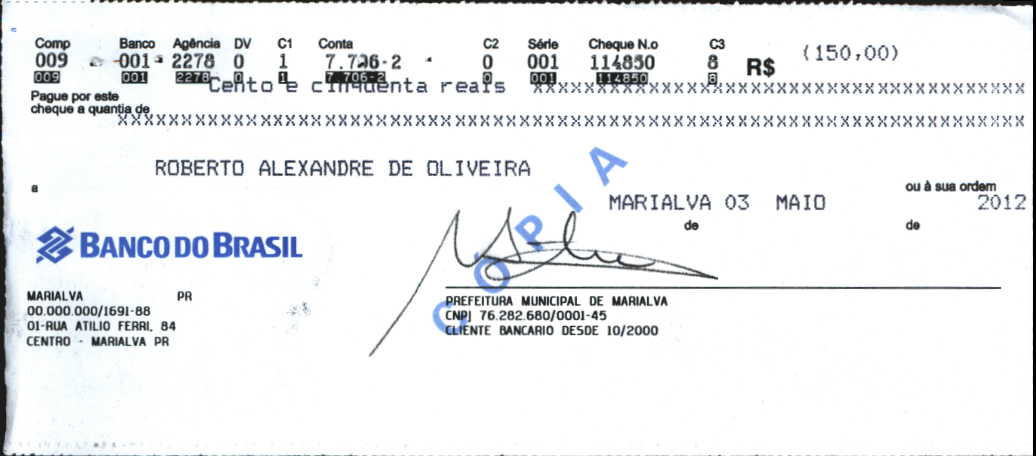 Comp Banco Agência DV C1 Conta C2 Série Cheque N.o C3
009 001 2278 0 1 7.706-2 0 001 114850 8 R$ (150,00)
009 001 2278 0 1 7.706-2 0 001 114850 8
Pague por este Cento e cinquenta reais XXXXXXXXXXXXXXXXXXXXXXXXXXXXXXXXXXXXXXXXX
cheque a quantia de XXXXXXXXXXXXXXXXXXXXXXXXXXXXXXXXXXXXXXXXXXXXXXXXXXXXXXXXXXXXXXXXXXXXXXXXX
ROBERTO ALEXANDRE DE OLIVEIRA
a ou à sua ordem
CÓPIA
MARIALVA 03 MAIO 2012
de de
BANCO DO BRASIL
MARIALVA PR
00.000.000/1691-88
01-RUA ATILIO FERRI, 84
CENTRO - MARIALVA PR
PREFEITURA MUNICIPAL DE MARIALVA
CNPJ 76.282.680/0001-45
CLIENTE BANCARIO DESDE 10/2000